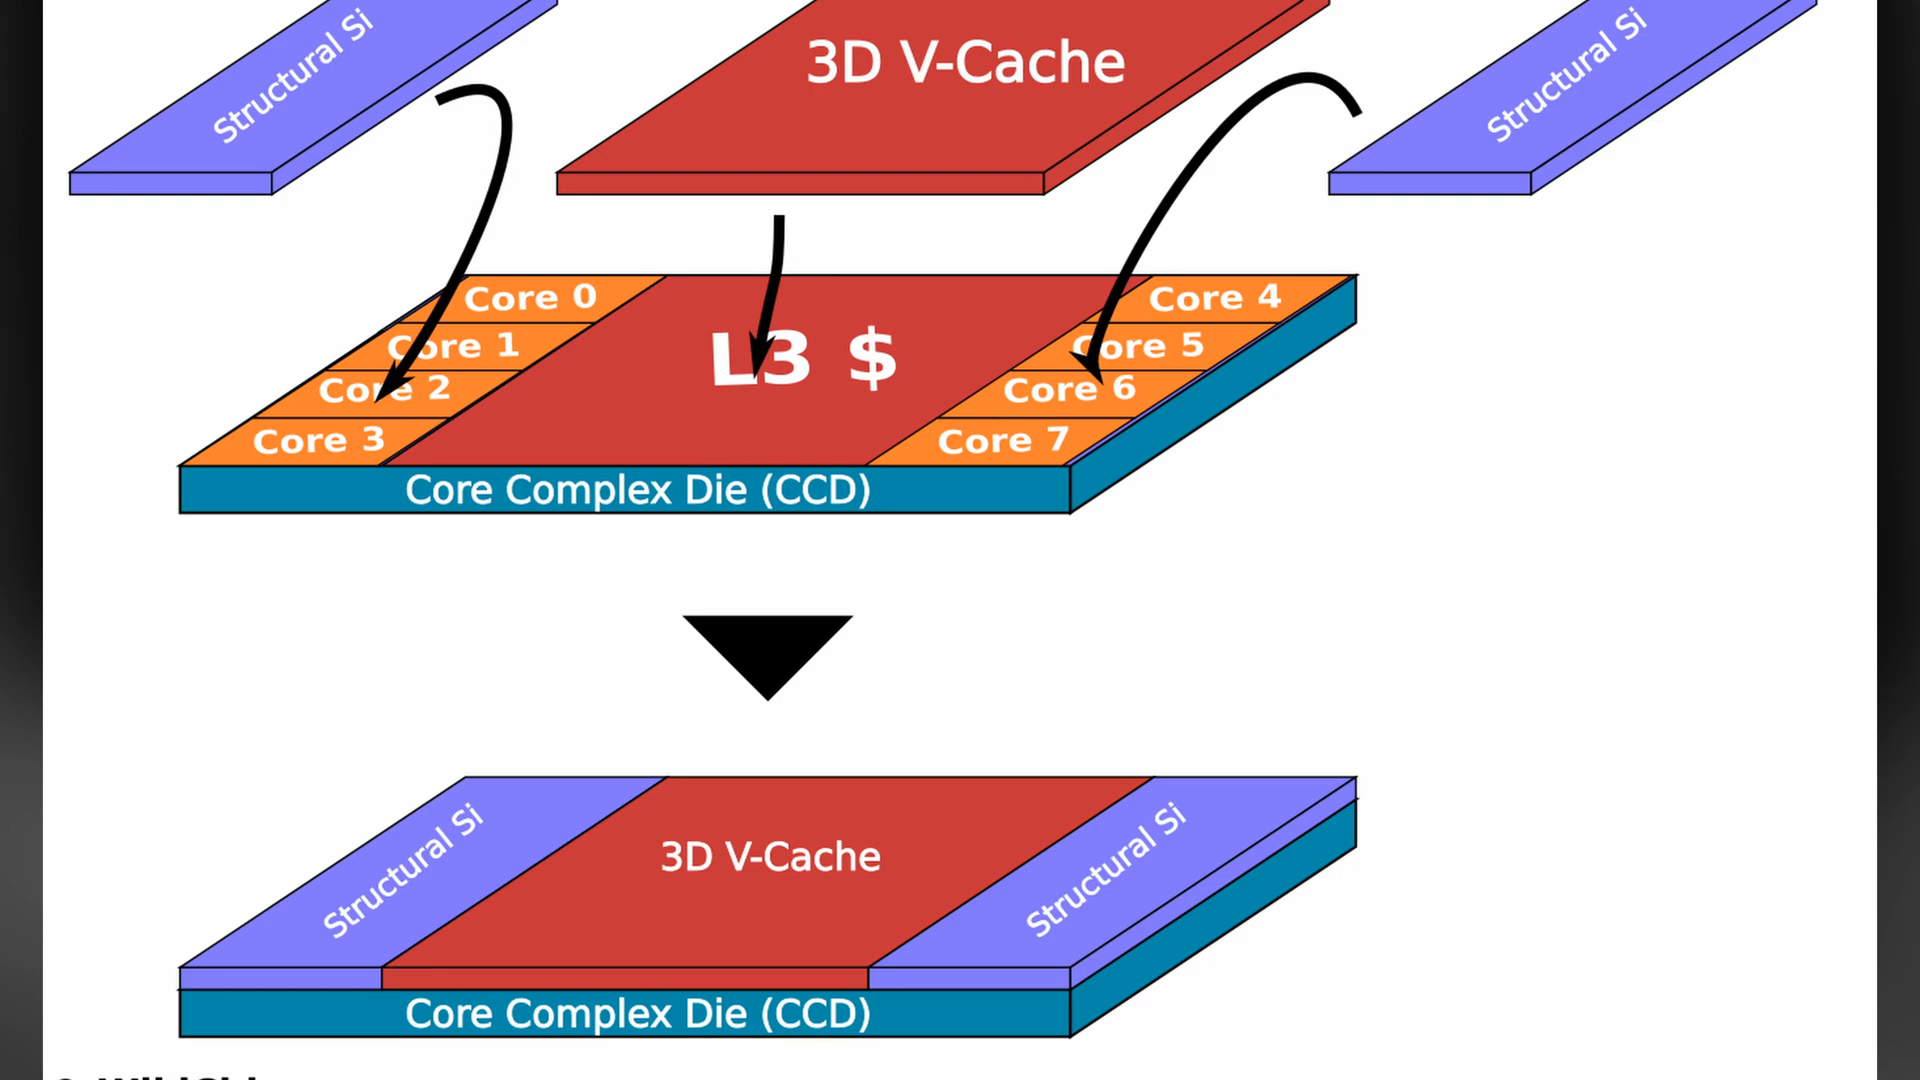 Structural Si
3D V-Cache
Structural Si
Core 0
Core 1
Core 2
Core 3
L3 $
Core 4
Core 5
Core 6
Core 7
Core Complex Die (CCD)
Structural Si
3D V-Cache
Structural Si
Core Complex Die (CCD)